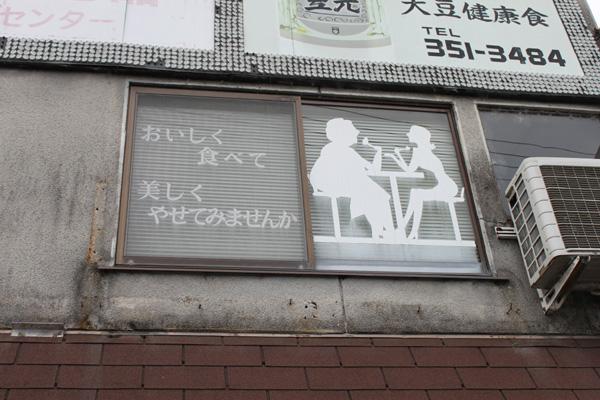 センター
大豆健康食
TEL
351-3484
おいしく
食べて
美しく
やせてみませんか